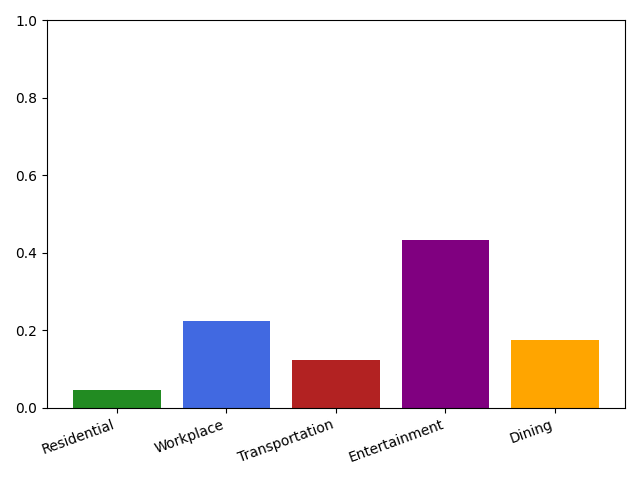 1.0
0.8
0.6
0.4
0.2
0.0
Residential
Workplace
Transportation
Entertainment
Dining